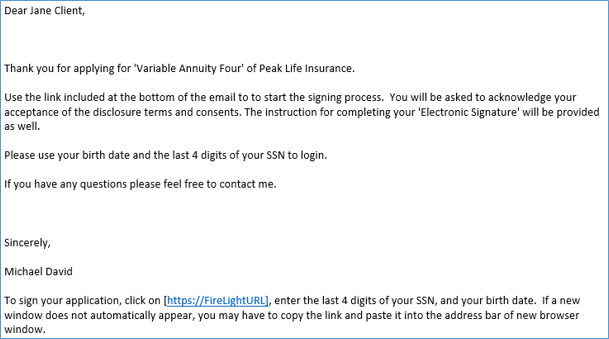 Dear Jane Client,
Thank you for applying for 'Variable Annuity Four' of Peak Life Insurance.
Use the link included at the bottom of the email to to start the signing process.  You will be asked to acknowledge your
acceptance of the disclosure terms and consents. The instruction for completing your 'Electronic Signature' will be provided
as well.
Please use your birth date and the last 4 digits of your SSN to login.
If you have any questions please feel free to contact me.
Sincerely,
Michael David
To sign your application, click on [https://FireLightURL], enter the last 4 digits of your SSN, and your birth date.  If a new
window does not automatically appear, you may have to copy the link and paste it into the address bar of new browser
window.